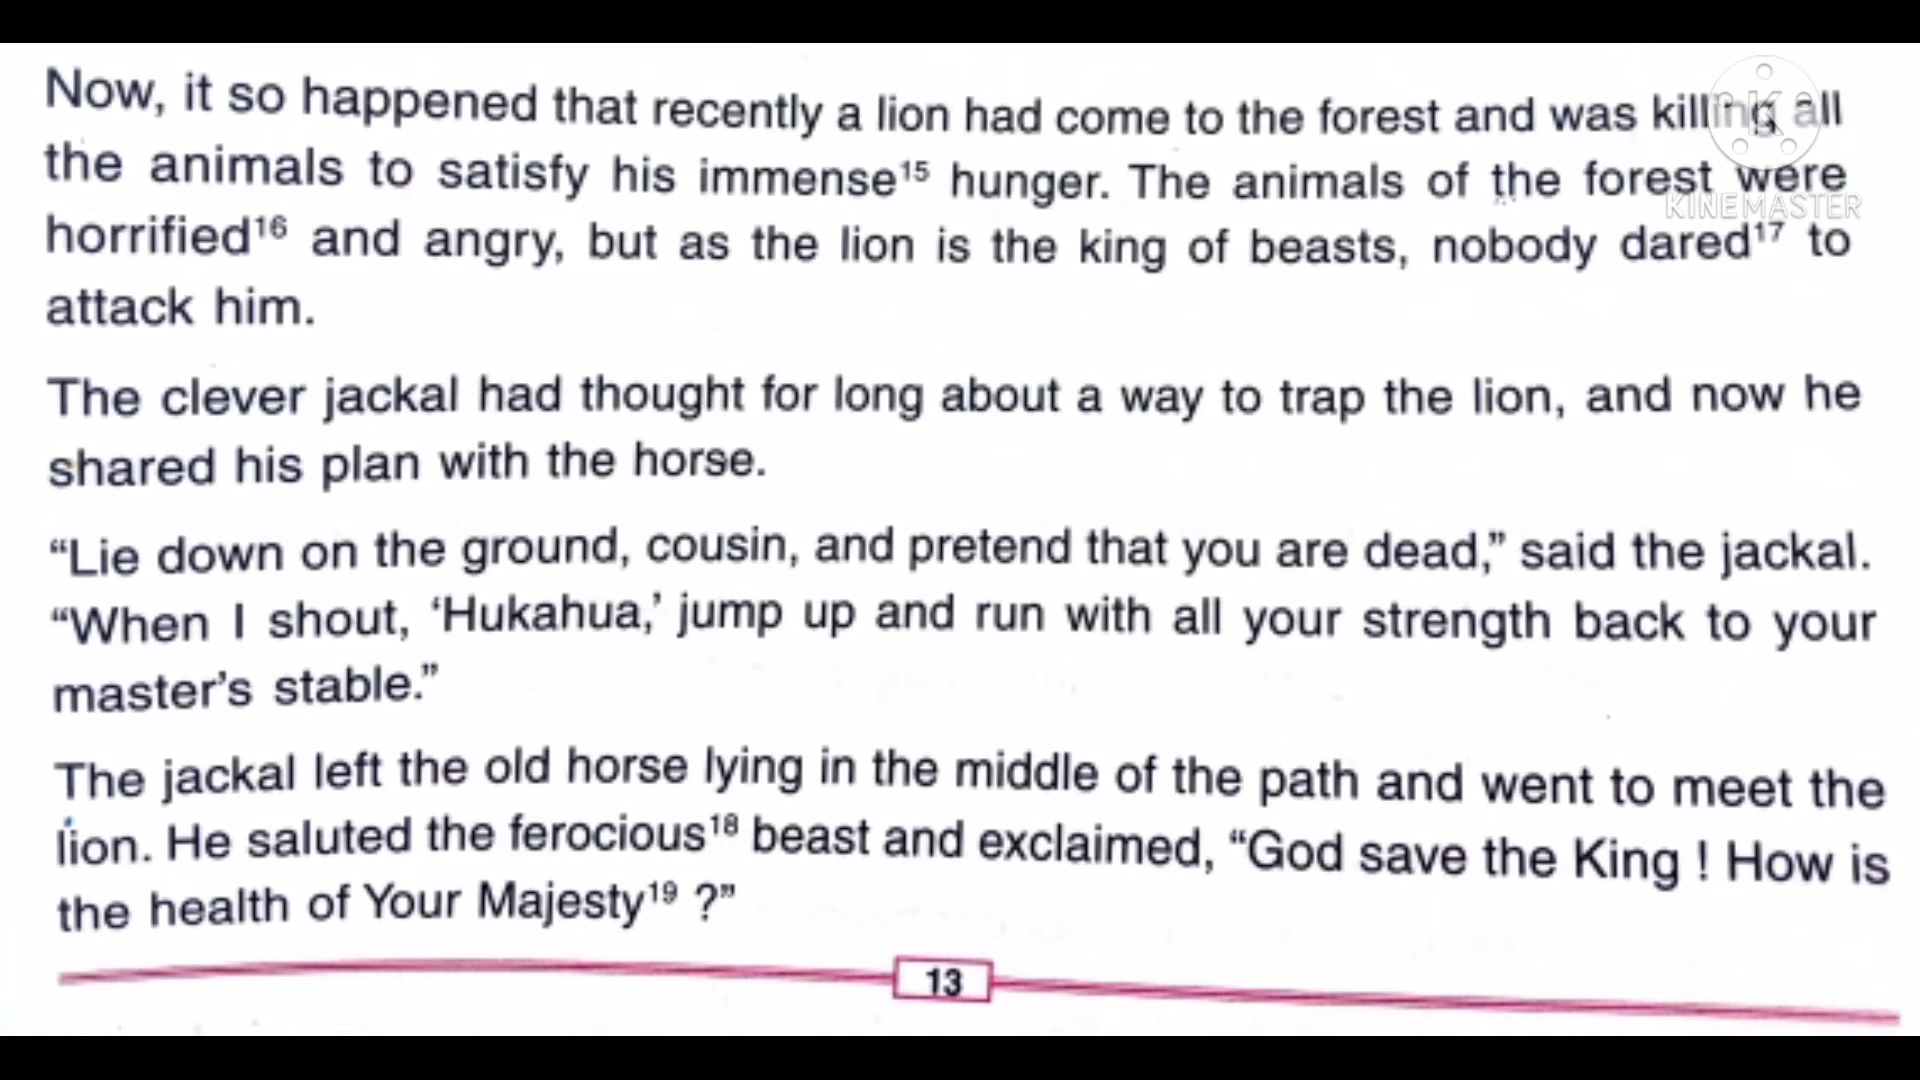 Now, it so happened that recently a lion had come to the forest and was killing all
the animals to satisfy his immense¹⁵ hunger. The animals of the forest were
horrified¹⁶ and angry, but as the lion is the king of beasts, nobody dared¹⁷ to
attack him.
The clever jackal had thought for long about a way to trap the lion, and now he
shared his plan with the horse.
“Lie down on the ground, cousin, and pretend that you are dead,” said the jackal.
“When I shout, ‘Hukahua,’ jump up and run with all your strength back to your
master’s stable.”
The jackal left the old horse lying in the middle of the path and went to meet the
lion. He saluted the ferocious¹⁸ beast and exclaimed, “God save the King ! How is
the health of Your Majesty¹⁹ ?”
13
K
KINEMASTER